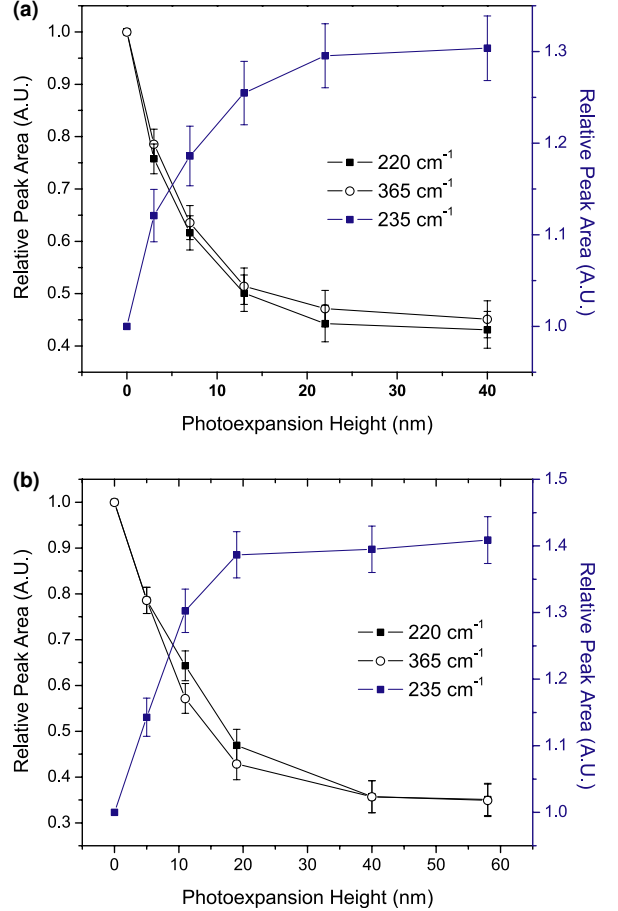 (a)
Relative Peak Area (A.U.)
1.0
0.9
0.8
0.7
0.6
0.5
0.4
220 cm⁻¹
365 cm⁻¹
235 cm⁻¹
1.3
1.2
1.1
1.0
Relative Peak Area (A.U.)
0 10 20 30 40
Photoexpansion Height (nm)
(b)
Relative Peak Area (A.U.)
1.0
0.9
0.8
0.7
0.6
0.5
0.4
0.3
220 cm⁻¹
365 cm⁻¹
235 cm⁻¹
1.5
1.4
1.3
1.2
1.1
1.0
Relative Peak Area (A.U.)
0 10 20 30 40 50 60
Photoexpansion Height (nm)